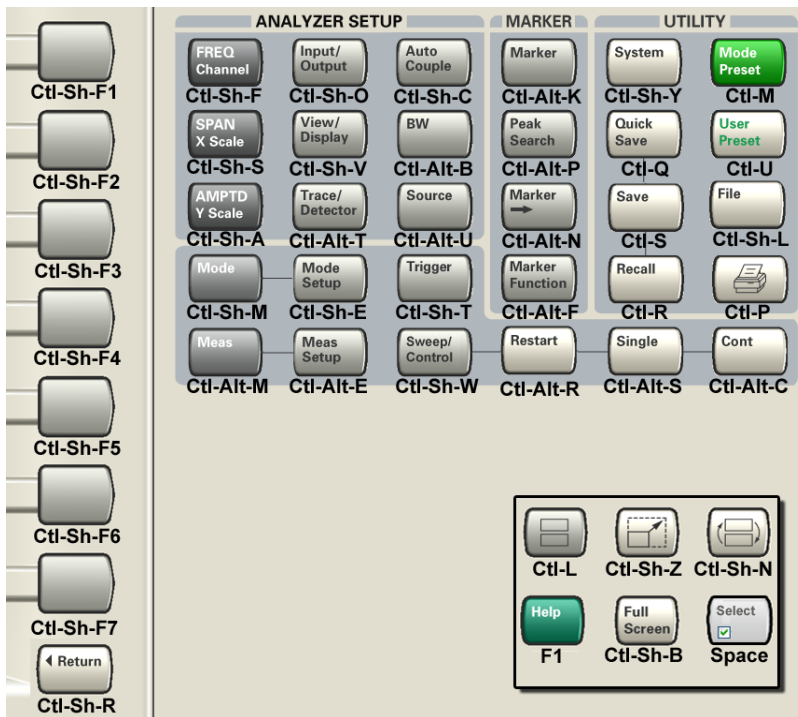 ANALYZER SETUP MARKER UTILITY
FREQ Channel
Input/ Output
Auto Couple
Marker
System
Mode Preset
Ctl-Sh-F1
Ctl-Sh-F Ctl-Sh-O Ctl-Sh-C Ctl-Alt-K Ctl-Sh-Y Ctl-M
SPAN X Scale
View/ Display
BW
Peak Search
Quick Save
User Preset
Ctl-Sh-F2
Ctl-Sh-S Ctl-Sh-V Ctl-Alt-B Ctl-Alt-P Ctl-Q Ctl-U
AMPTD Y Scale
Trace/ Detector
Source
Marker
Save
File
Ctl-Sh-F3
Ctl-Sh-A Ctl-Alt-T Ctl-Alt-U Ctl-Alt-N Ctl-S Ctl-Sh-L
Mode
Mode Setup
Trigger
Marker Function
Recall
Ctl-Sh-M Ctl-Sh-E Ctl-Sh-T Ctl-Alt-F Ctl-R Ctl-P
Ctl-Sh-F4
Meas
Meas Setup
Sweep/ Control
Restart
Single
Cont
Ctl-Alt-M Ctl-Alt-E Ctl-Sh-W Ctl-Alt-R Ctl-Alt-S Ctl-Alt-C
Ctl-Sh-F5
Ctl-Sh-F6
Ctl-L Ctl-Sh-Z Ctl-Sh-N
Help
Full Screen
Select
Ctl-Sh-F7
F1 Ctl-Sh-B Space
Return
Ctl-Sh-R